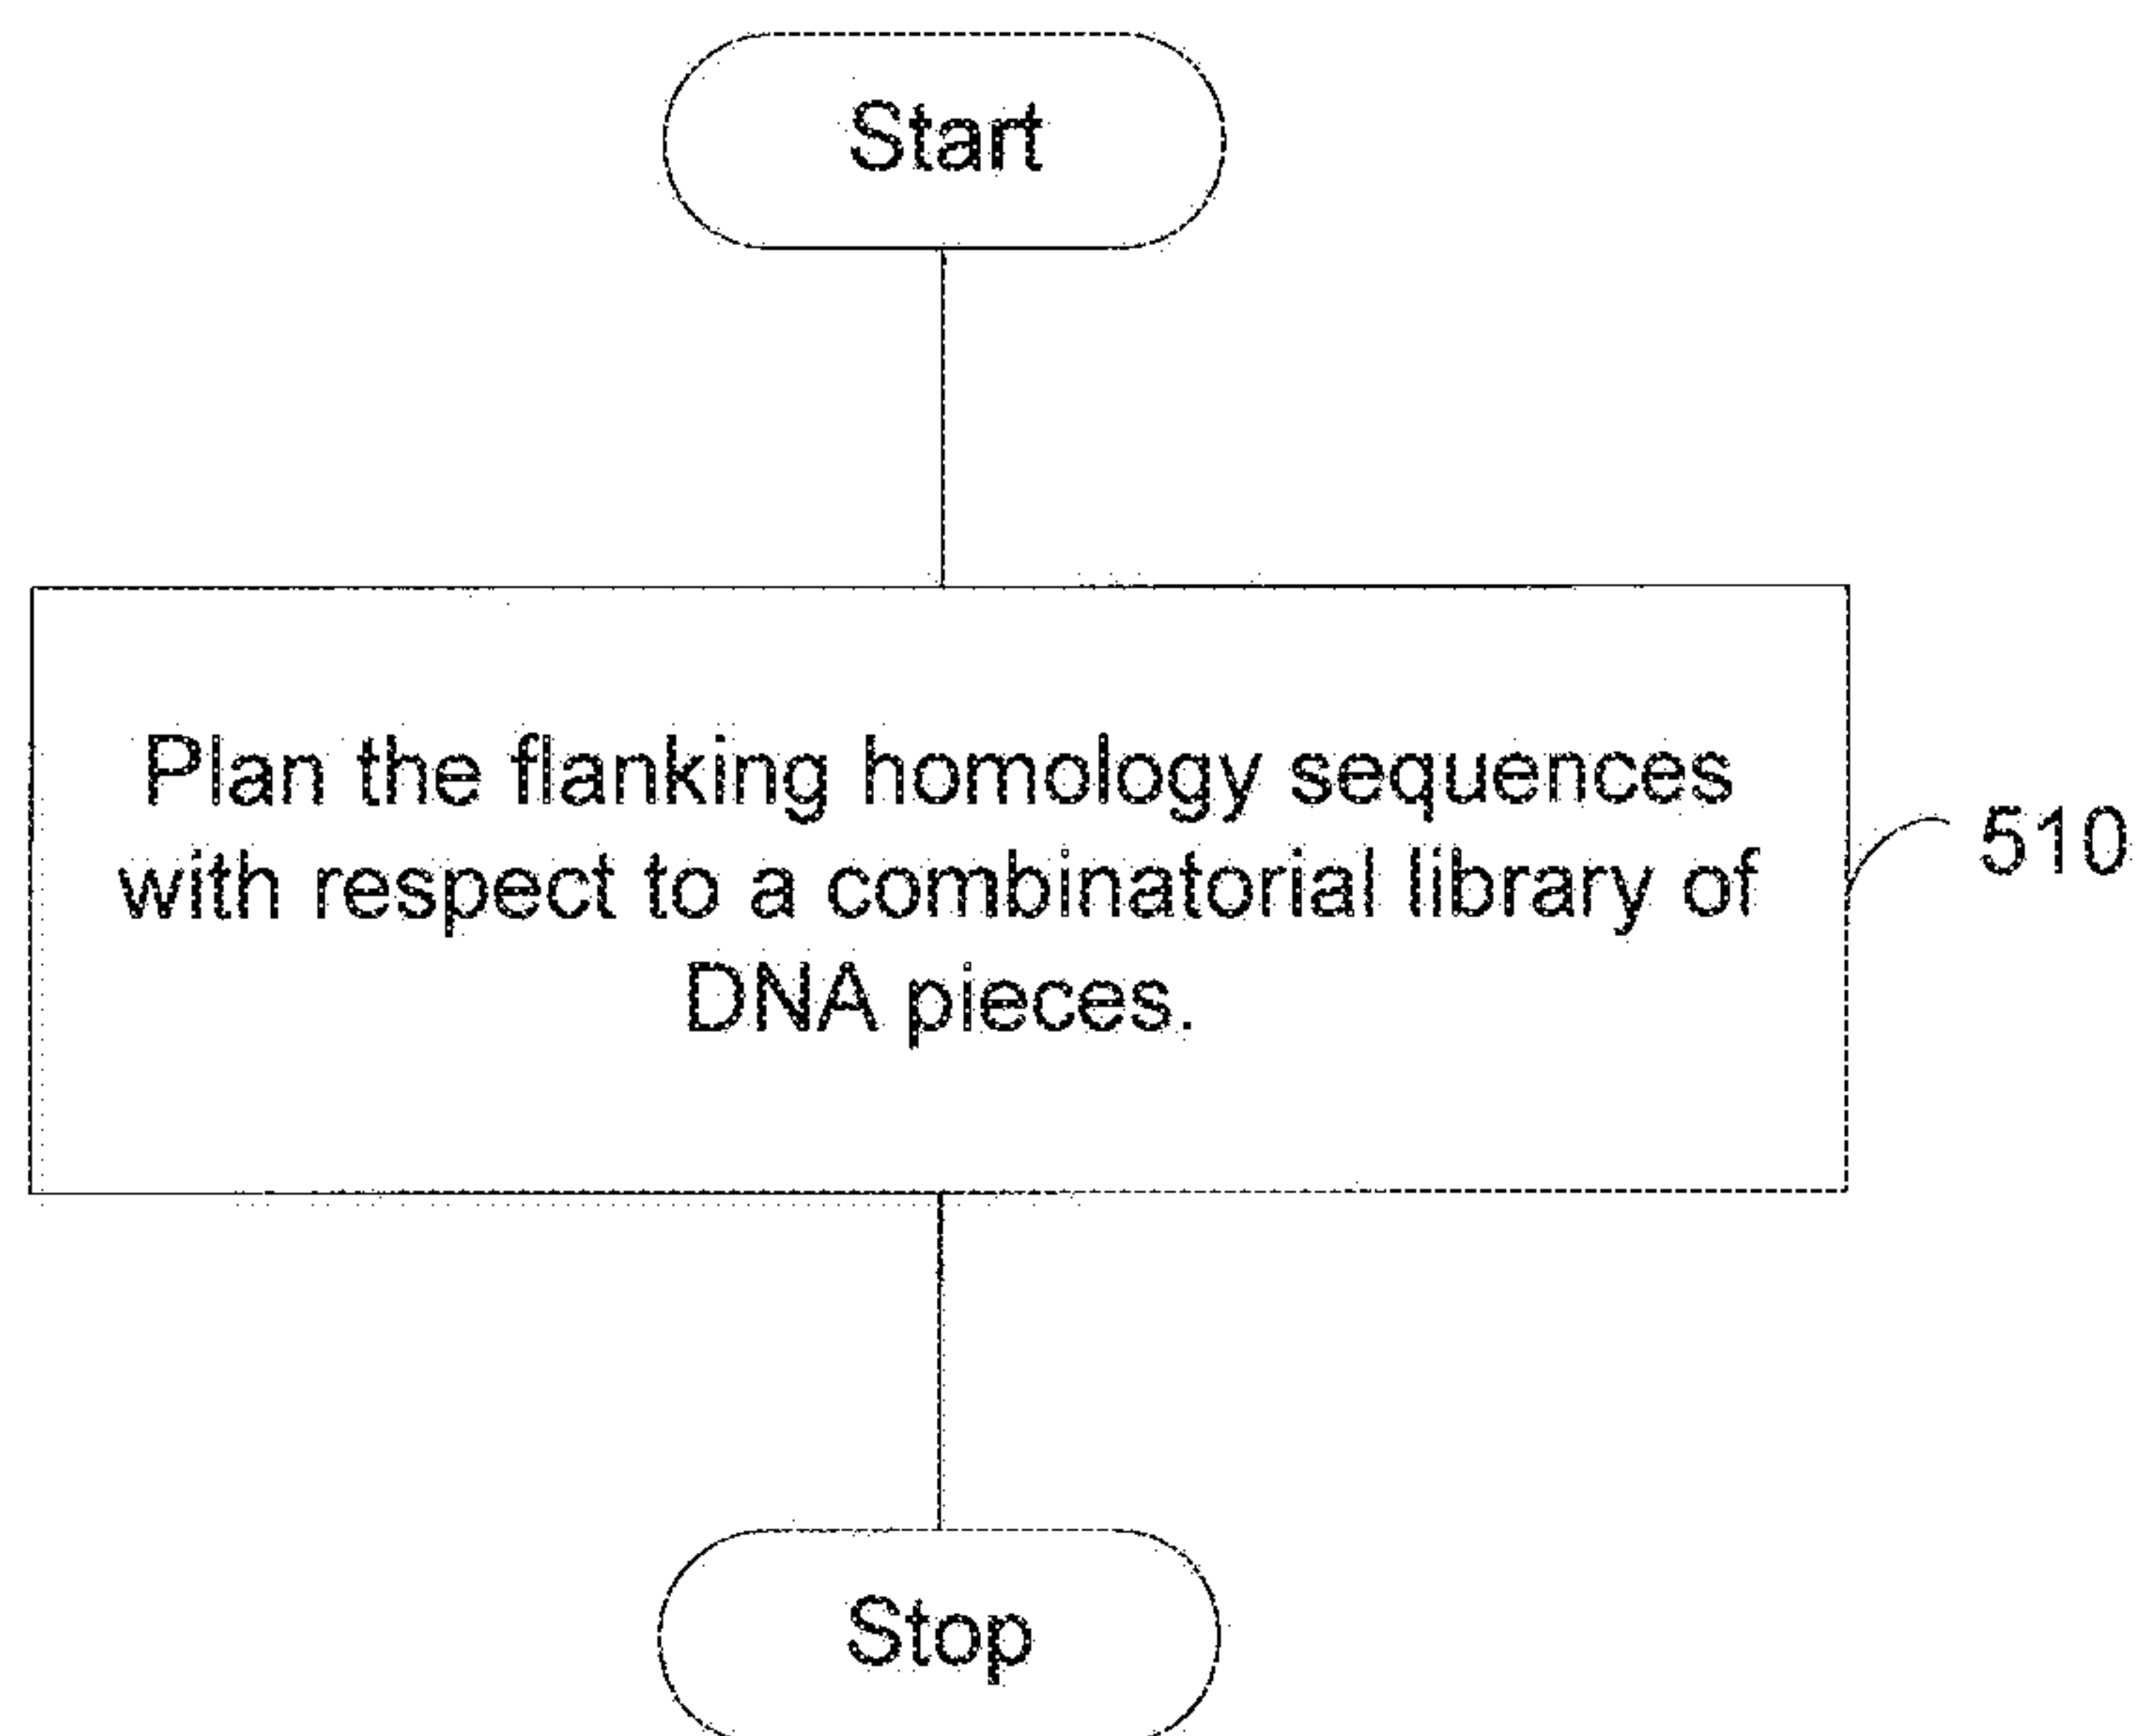 Start
Plan the flanking homology sequences
with respect to a combinatorial library of
DNA pieces.
510
Stop